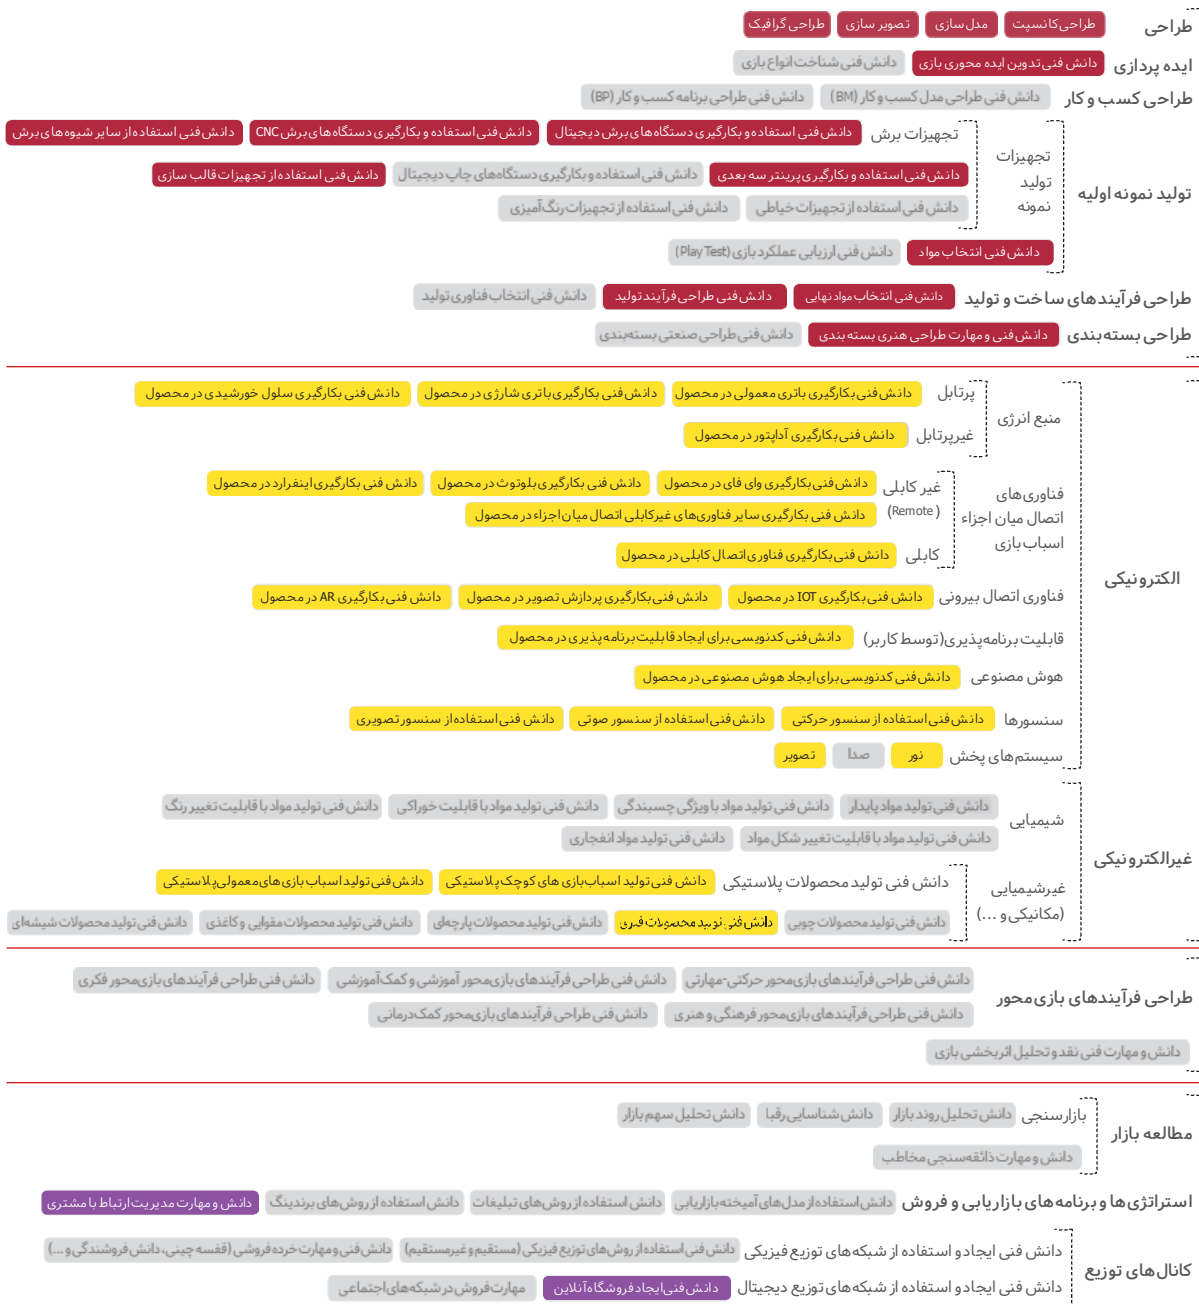 طراحی طراحی کانسپت مدل سازی تصویر سازی طراحی گرافیک
ایده پردازی دانش فنی تدوین ایده محوری بازی دانش فنی شناخت انواع بازی
طراحی کسب و کار دانش فنی طراحی مدل کسب و کار (BM) دانش فنی طراحی برنامه کسب و کار (BP)
تولید نمونه اولیه
تجهیزات تولید نمونه
تجهیزات برش دانش فنی استفاده و بکارگیری دستگاه های برش دیجیتال دانش فنی استفاده و بکارگیری دستگاه های برش CNC دانش فنی استفاده از سایر شیوه های برش
دانش فنی استفاده و بکارگیری پرینتر سه بعدی دانش فنی استفاده و بکارگیری دستگاه‌های چاپ دیجیتال دانش فنی استفاده از تجهیزات قالب سازی
دانش فنی استفاده از تجهیزات خیاطی دانش فنی استفاده از تجهیزات رنگ‌آمیزی
دانش فنی انتخاب مواد دانش فنی ارزیابی عملکرد بازی (Play Test)
طراحی فرآیندهای ساخت و تولید دانش فنی انتخاب مواد نهایی دانش فنی طراحی فرآیند تولید دانش فنی انتخاب فناوری تولید
طراحی بسته‌بندی دانش فنی و مهارت طراحی هنری بسته بندی دانش فنی طراحی صنعتی بسته‌بندی
الکترونیکی
منبع انرژی
پرتابل دانش فنی بکارگیری باتری معمولی در محصول دانش فنی بکارگیری باتری شارژی در محصول دانش فنی بکارگیری سلول خورشیدی در محصول
غیرپرتابل دانش فنی بکارگیری آداپتور در محصول
فناوری‌های
اتصال میان اجزاء
اسباب‌بازی
غیر کابلی دانش فنی بکارگیری وای فای در محصول دانش فنی بکارگیری بلوتوث در محصول دانش فنی بکارگیری اینفرارد در محصول
(Remote) دانش فنی بکارگیری سایر فناوری‌های غیرکابلی اتصال میان اجزاء در محصول
کابلی دانش فنی بکارگیری فناوری اتصال کابلی در محصول
فناوری اتصال بیرونی دانش فنی بکارگیری IOT در محصول دانش فنی بکارگیری پردازش تصویر در محصول دانش فنی بکارگیری AR در محصول
قابلیت برنامه‌پذیری(توسط کاربر) دانش فنی کدنویسی برای ایجاد قابلیت برنامه پذیری در محصول
هوش مصنوعی دانش فنی کدنویسی برای ایجاد هوش مصنوعی در محصول
سنسورها دانش فنی استفاده از سنسور حرکتی دانش فنی استفاده از سنسور صوتی دانش فنی استفاده از سنسور تصویری
سیستم‌های پخش نور صدا تصویر
غیرالکترونیکی
شیمیایی دانش فنی تولید مواد پایدار دانش فنی تولید مواد با ویژگی چسبندگی دانش فنی تولید مواد با قابلیت خوراکی دانش فنی تولید مواد با قابلیت تغییر رنگ
دانش فنی تولید مواد با قابلیت تغییر شکل مواد دانش فنی تولید مواد انفجاری
غیرشیمیایی
(مکانیکی و ...)
دانش فنی تولید محصولات پلاستیکی دانش فنی تولید اسباب‌بازی های کوچک پلاستیکی دانش فنی تولید اسباب بازی های معمولی پلاستیکی
دانش فنی تولید محصولات چوبی دانش فنی تولید محصولات فلزی دانش فنی تولید محصولات پارچه‌ای دانش فنی تولید محصولات مقوایی و کاغذی دانش فنی تولید محصولات شیشه‌ای
طراحی فرآیندهای بازی محور
دانش فنی طراحی فرآیندهای بازی‌محور حرکتی-مهارتی دانش فنی طراحی فرآیندهای بازی‌محور آموزشی و کمک‌آموزشی دانش فنی طراحی فرآیندهای بازی‌محور فکری
دانش فنی طراحی فرآیندهای بازی‌محور فرهنگی و هنری دانش فنی طراحی فرآیندهای بازی‌محور کمک‌درمانی
دانش و مهارت فنی نقد و تحلیل اثربخشی بازی
مطالعه بازار
بازارسنجی دانش تحلیل روند بازار دانش شناسایی رقبا دانش تحلیل سهم بازار
دانش و مهارت ذائقه‌سنجی مخاطب
استراتژی‌ها و برنامه‌های بازاریابی و فروش دانش استفاده از مدل‌های آمیخته بازاریابی دانش استفاده از روش‌های تبلیغات دانش استفاده از روش‌های برندینگ دانش و مهارت مدیریت ارتباط با مشتری
کانال‌های توزیع
دانش فنی ایجاد و استفاده از شبکه‌های توزیع فیزیکی دانش فنی استفاده از روش‌های توزیع فیزیکی (مستقیم و غیرمستقیم) دانش فنی و مهارت خرده فروشی (قفسه چینی، دانش فروشندگی و ...)
دانش فنی ایجاد و استفاده از شبکه‌های توزیع دیجیتال دانش فنی ایجاد فروشگاه آنلاین مهارت فروش در شبکه‌های اجتماعی